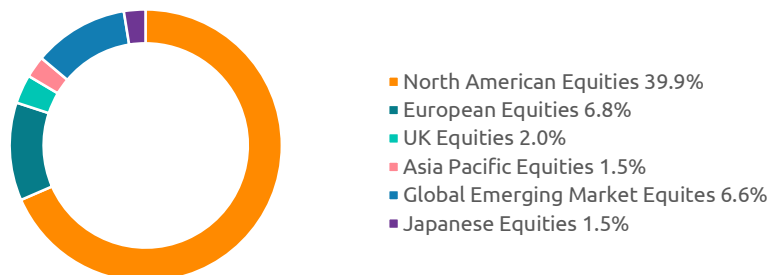 North American Equities 39.9%
European Equities 6.8%
UK Equities 2.0%
Asia Pacific Equities 1.5%
Global Emerging Market Equites 6.6%
Japanese Equities 1.5%